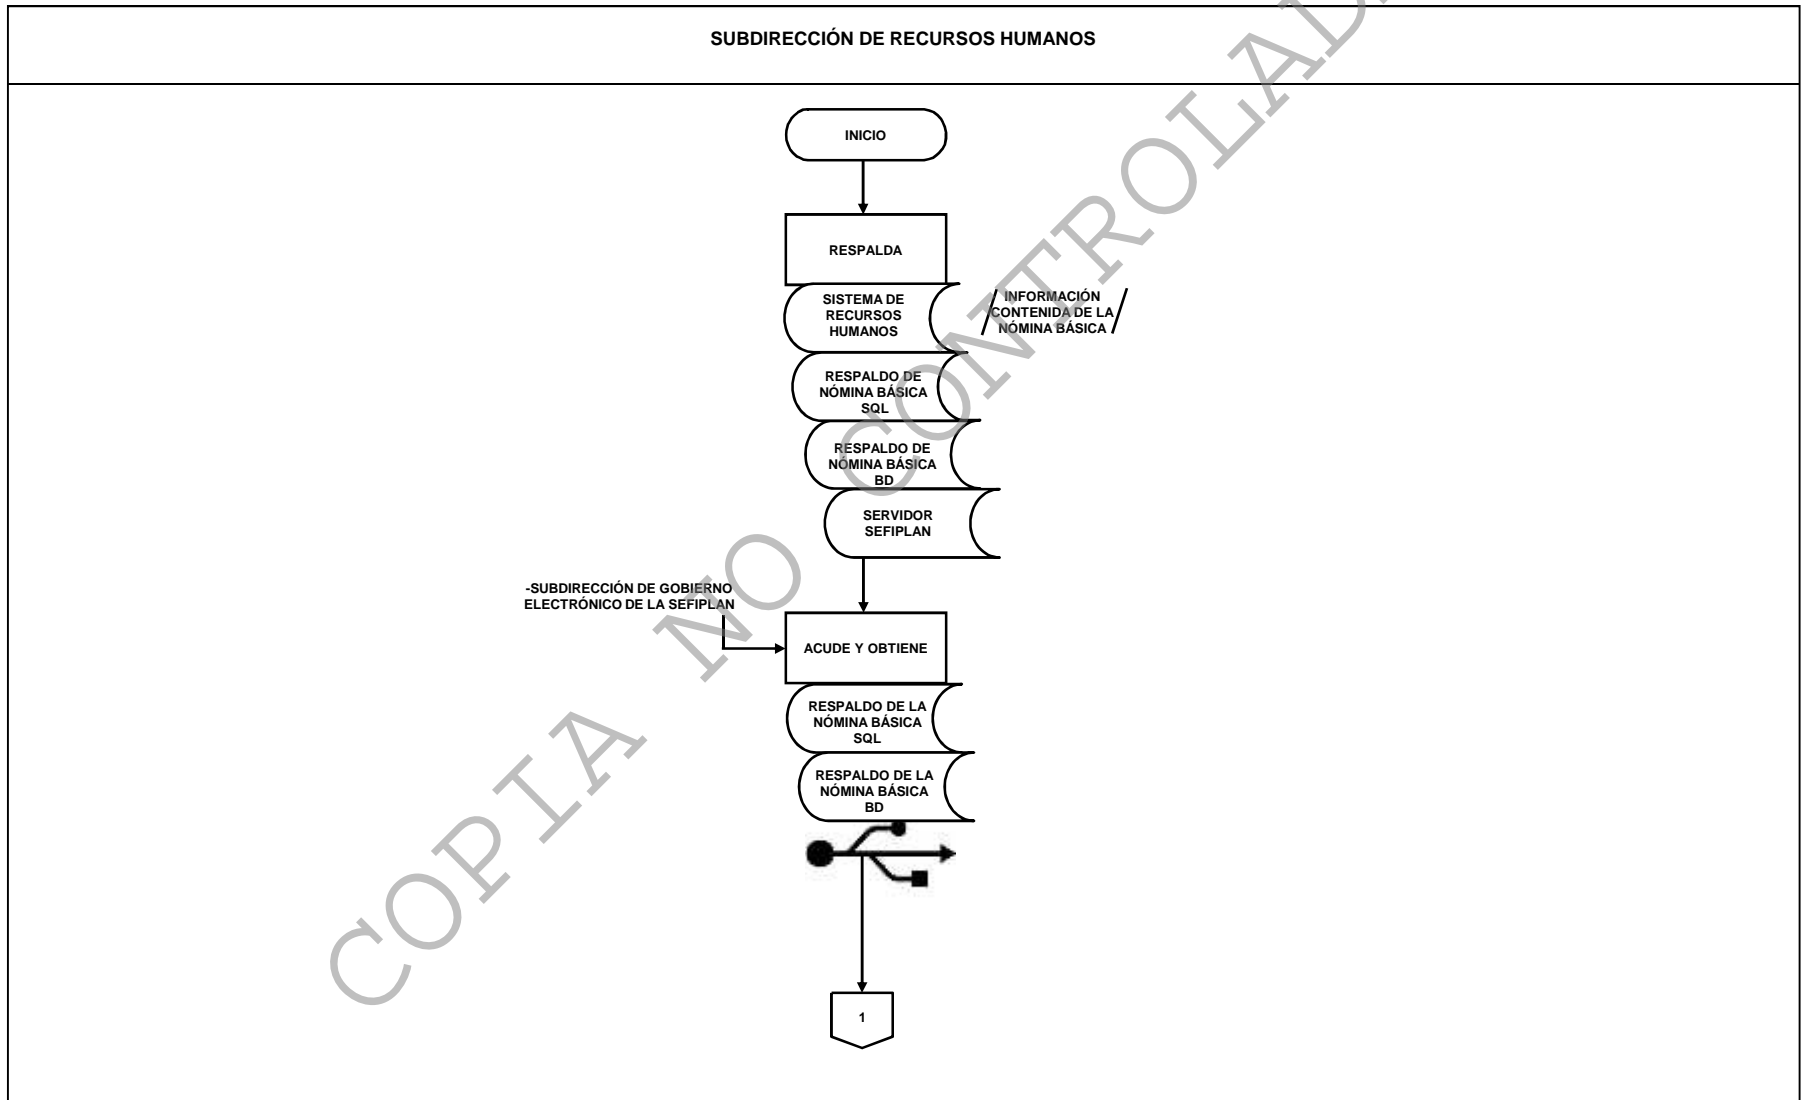 SUBDIRECCIÓN DE RECURSOS HUMANOS
INICIO
RESPALDA
SISTEMA DE
RECURSOS
HUMANOS
INFORMACIÓN
CONTENIDA DE LA
NÓMINA BÁSICA
RESPALDO DE
NÓMINA BÁSICA
SQL
RESPALDO DE
NÓMINA BÁSICA
BD
SERVIDOR
SEFIPLAN
-SUBDIRECCIÓN DE GOBIERNO
ELECTRÓNICO DE LA SEFIPLAN
ACUDE Y OBTIENE
RESPALDO DE LA
NÓMINA BÁSICA
SQL
RESPALDO DE LA
NÓMINA BÁSICA
BD
1
COPIA NO CONTROLAD